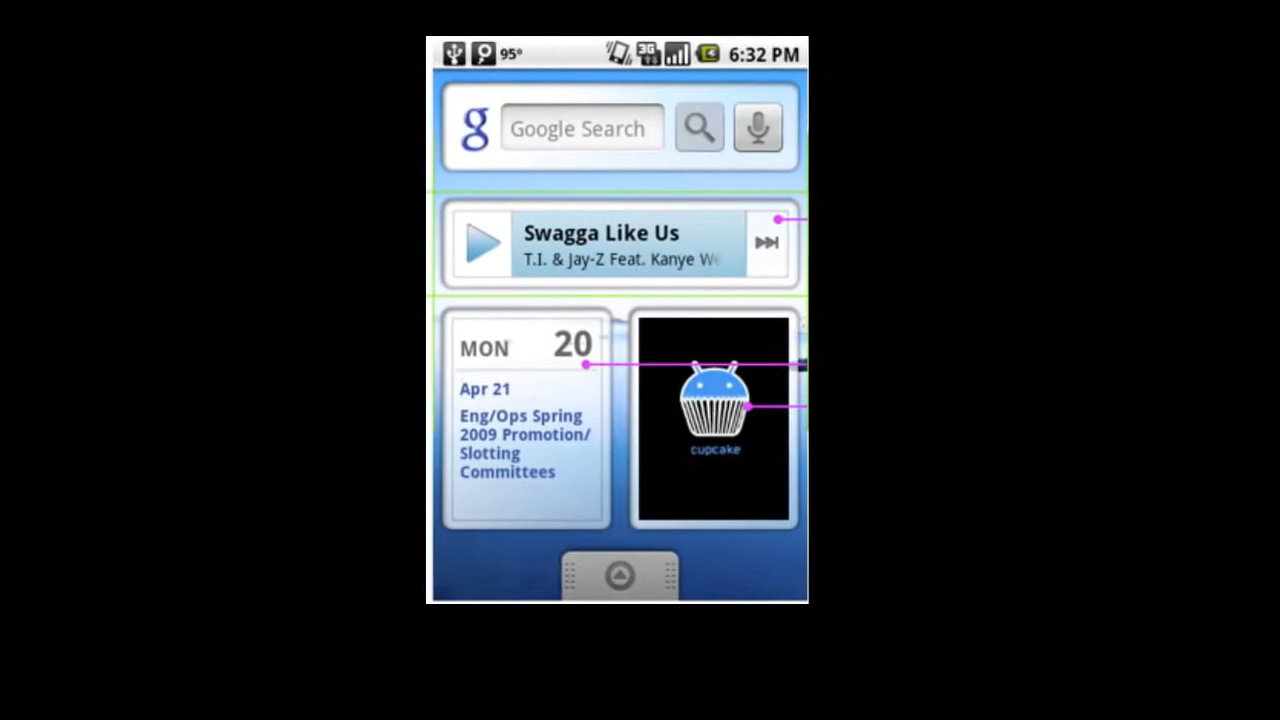 95°
3G
6:32 PM
g
Google Search
Swagga Like Us
T.I. & Jay-Z Feat. Kanye
MON
20
Apr 21
Eng/Ops Spring
2009 Promotion/
Slotting
Committees
cupcake